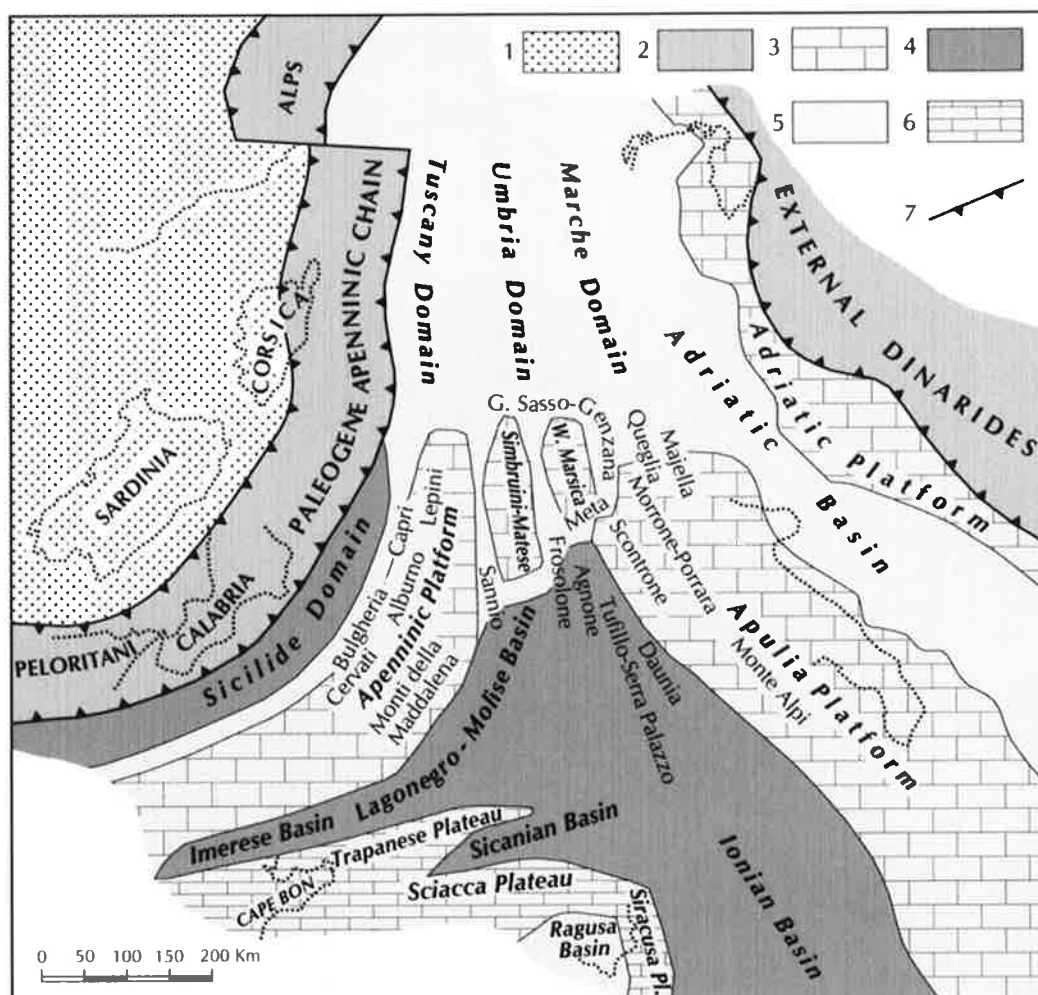 1
2
3
4
5
6
7
ALPS
Tuscany Domain
Umbria Domain
Marche Domain
EXTERNAL DINARIDES
Adriatic Platform
Adriatic Basin
PALEOGENE APENNINIC CHAIN
CORSICA
SARDINIA
CALABRIA
PELORITANI
Sicilide Domain
G. Sasso-Genzana
Simbruini-Matese
W. Marsica
Meta
Queglia
Majella
Morrone-Porrara
Scontrone
Lepini
Bulgheria — Capri
Alburno
Cervati
Apenninic Platform
Monti della
Maddalena
Sannio
Frosolone
Agnone
Tufillo-Serra Palazzo
Daunia
Apulia Platform
Monte Alpi
Lagonegro-Molise Basin
Imerese Basin
Trapanese Plateau
Sicanian Basin
CAPE BON
Sciacca Plateau
Siracusa Pl.
Ragusa
Basin
Ionian Basin
0 50 100 150 200 Km